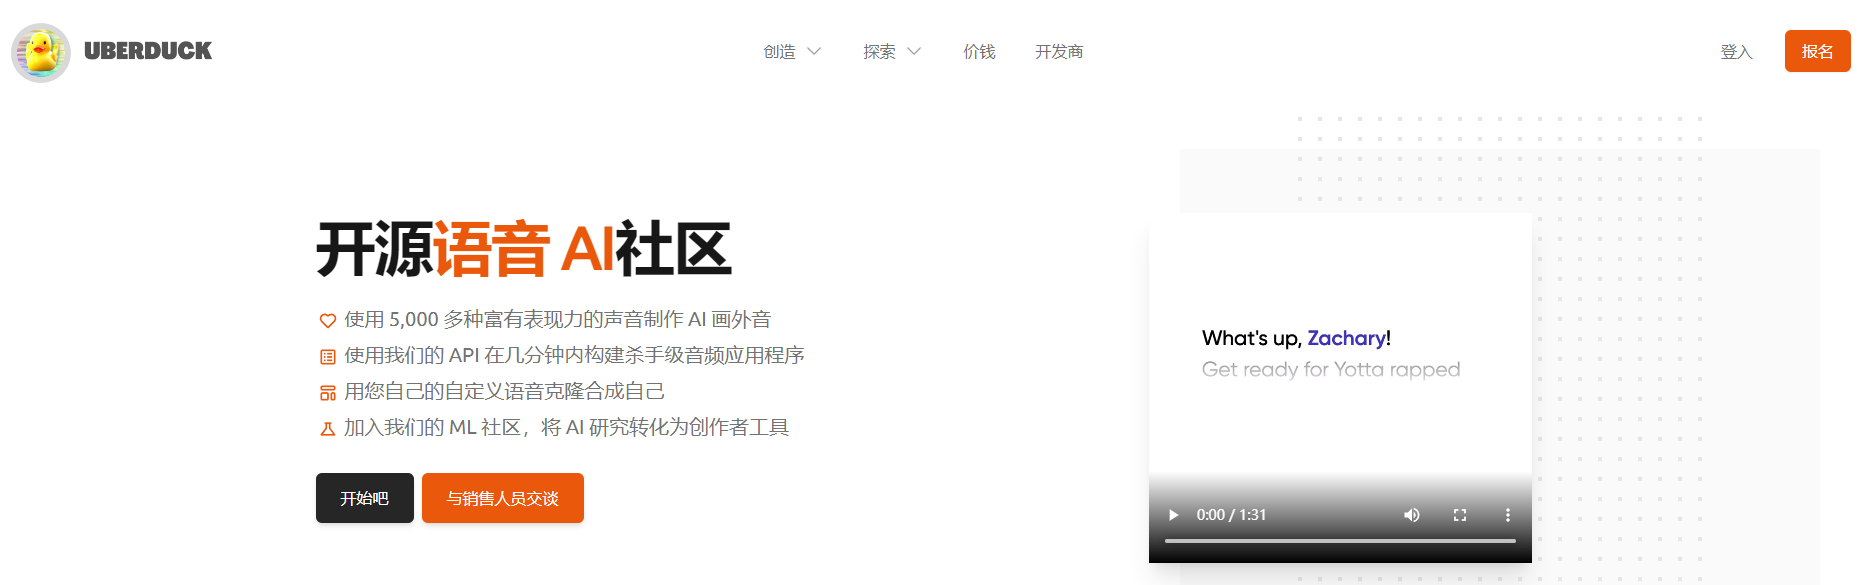 UBERDUCK
创造
探索
价钱
开发商
登入
报名
开源语音 AI社区
使用 5,000 多种富有表现力的声音制作 AI 画外音
使用我们的 API 在几分钟内构建杀手级音频应用程序
用您自己的自定义语音克隆合成自己
加入我们的 ML 社区，将 AI 研究转化为创作者工具
开始吧
与销售人员交谈
What's up, Zachary!
Get ready for Yotta rapped
0:00 / 1:31